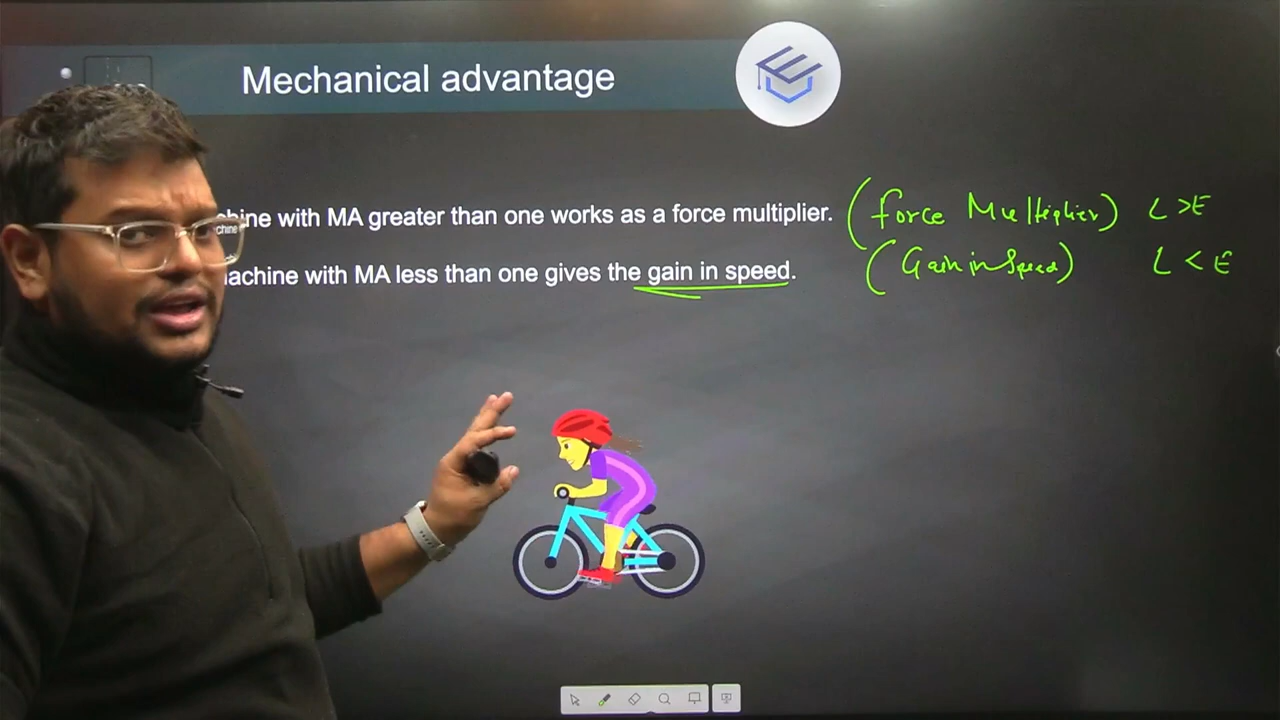 Mechanical advantage
chine with MA greater than one works as a force multiplier. (force Multiplier) L >E
achine with MA less than one gives the gain in speed. (Gain in Speed) L < E